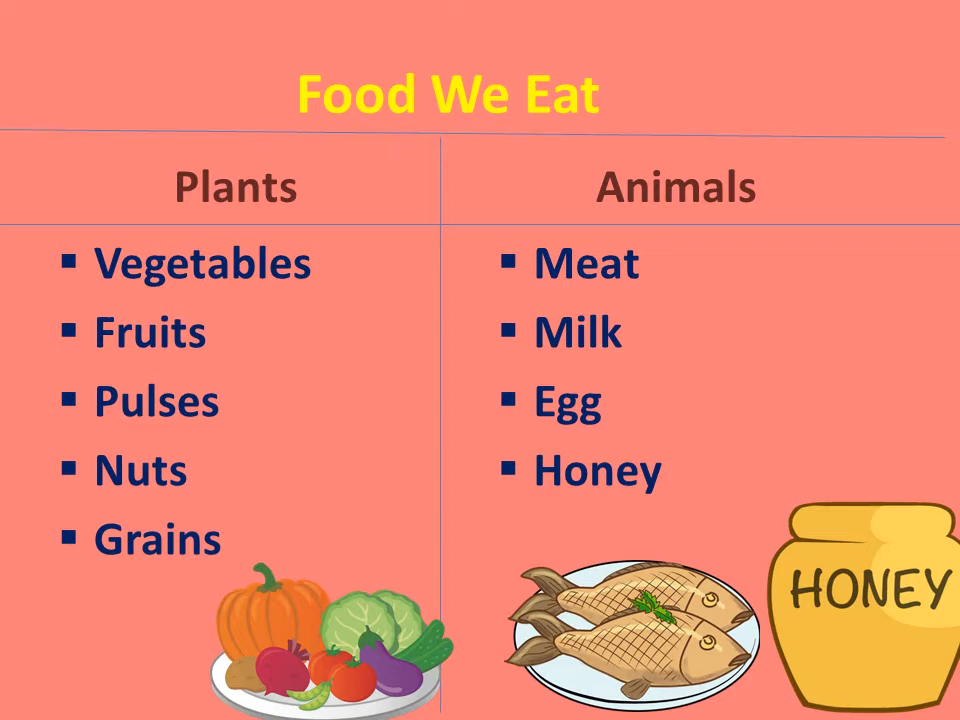 Food We Eat
Plants
Animals
▪ Vegetables
▪ Fruits
▪ Pulses
▪ Nuts
▪ Grains
▪ Meat
▪ Milk
▪ Egg
▪ Honey
HONEY